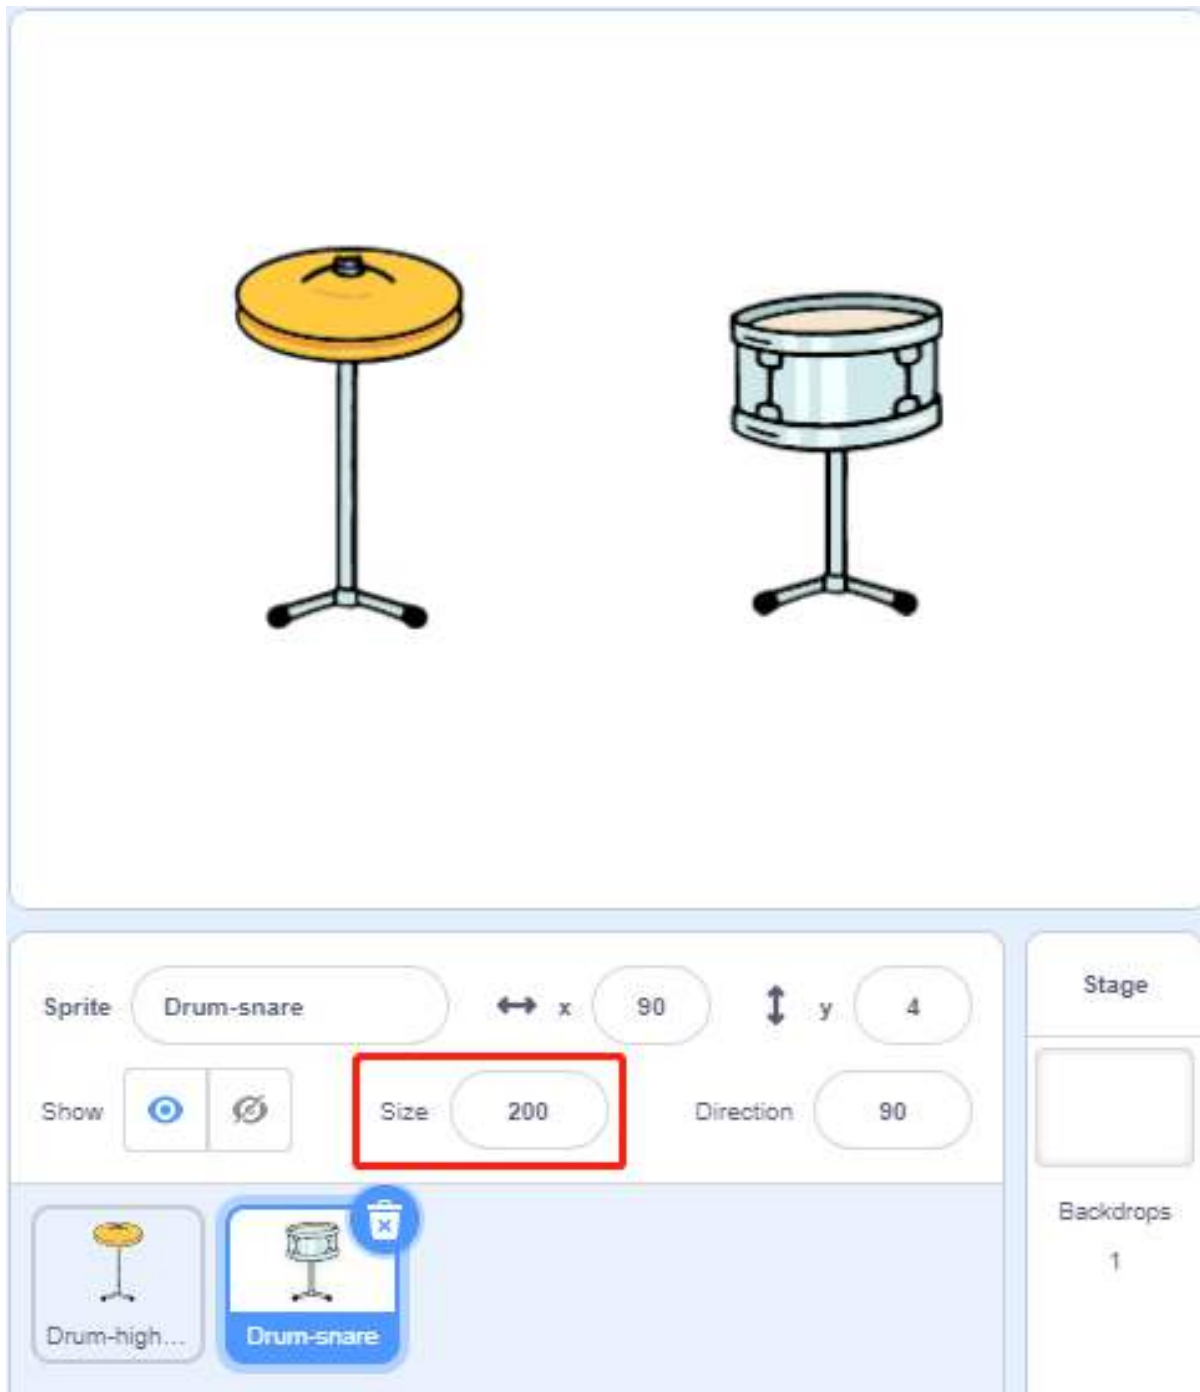 Sprite Drum-snare x 90 y 4
Show Size 200 Direction 90
Drum-high... Drum-snare
Stage
Backdrops
1